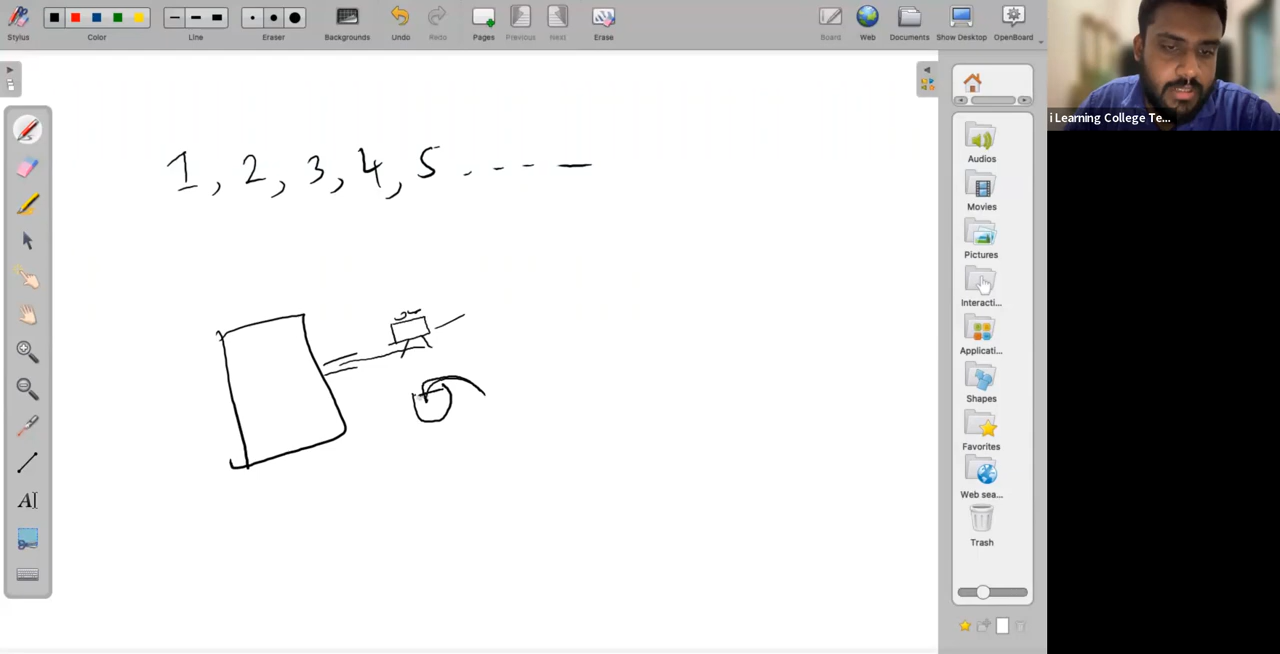 Stylus Color Line Eraser Backgrounds Undo Redo Pages Previous Next Erase Board Web Documents Show Desktop OpenBoard
i Learning College Te...
1, 2, 3, 4, 5 . - - —
Audios
Movies
Pictures
Interacti...
Applicati...
Shapes
Favorites
Web sea...
Trash